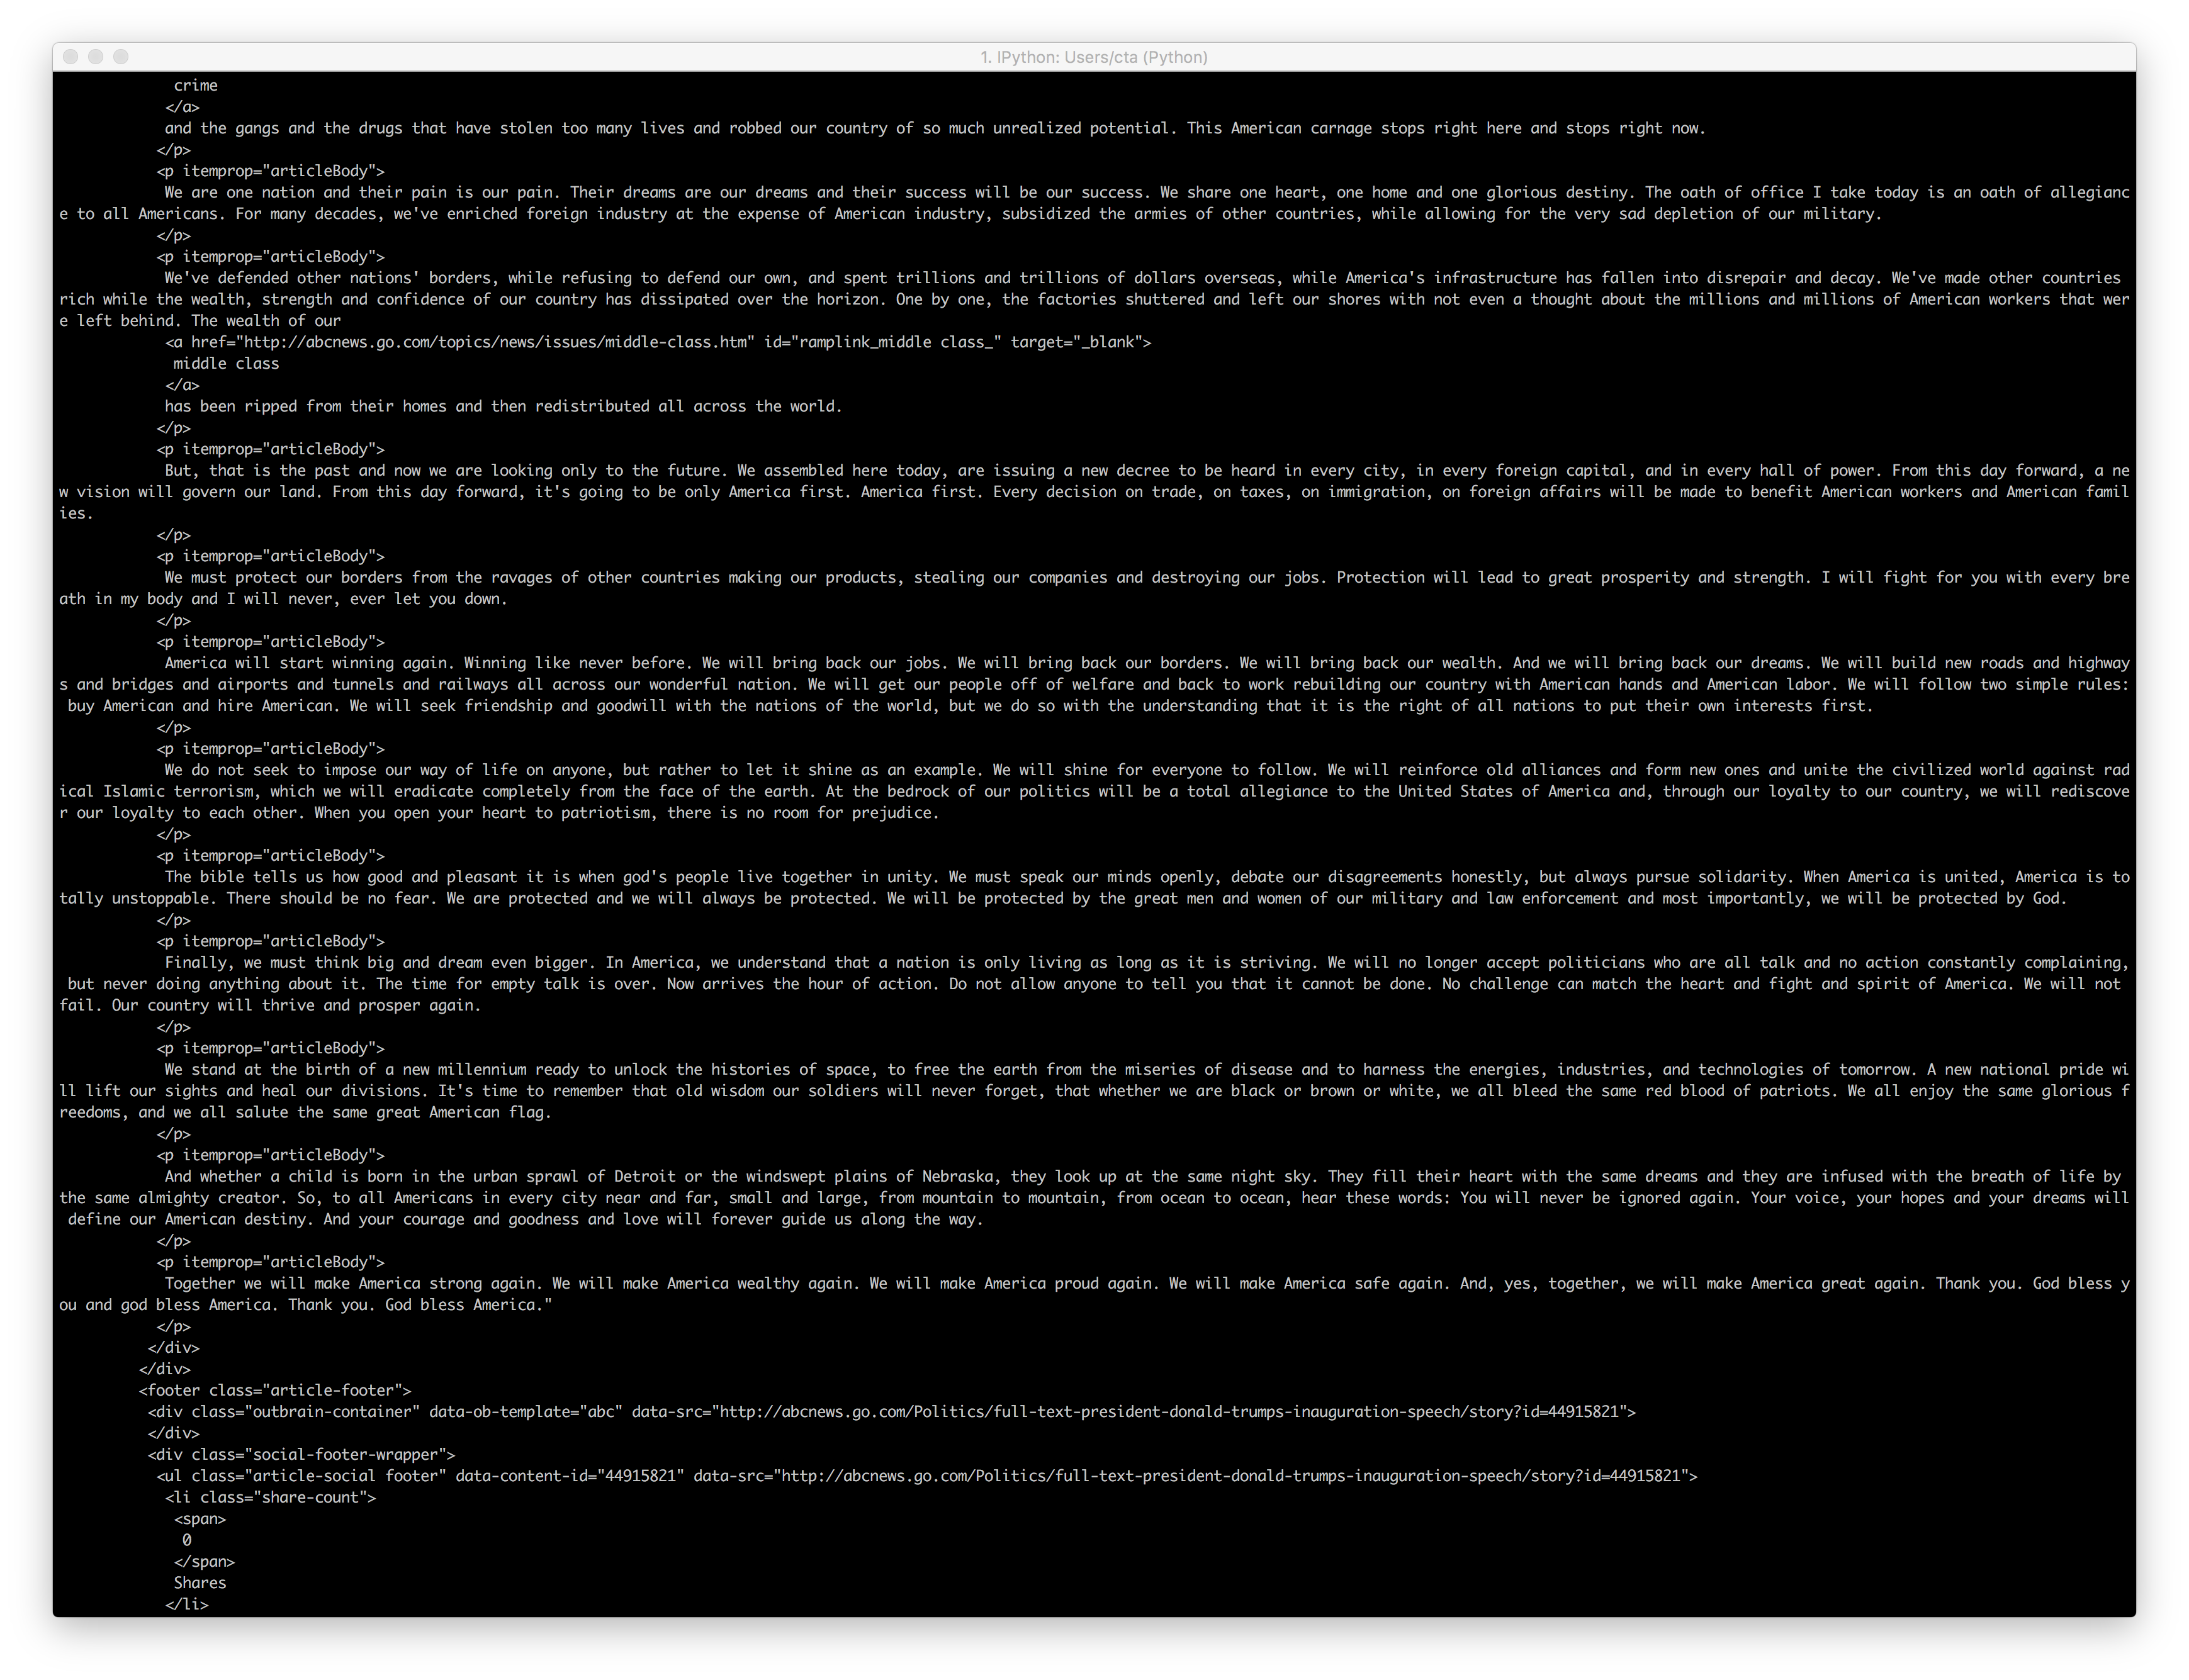 1. IPython: Users/cta (Python)
crime
</a>
and the gangs and the drugs that have stolen too many lives and robbed our country of so much unrealized potential. This American carnage stops right here and stops right now.
</p>
<p itemprop="articleBody">
We are one nation and their pain is our pain. Their dreams are our dreams and their success will be our success. We share one heart, one home and one glorious destiny. The oath of office I take today is an oath of allegianc
e to all Americans. For many decades, we've enriched foreign industry at the expense of American industry, subsidized the armies of other countries, while allowing for the very sad depletion of our military.
</p>
<p itemprop="articleBody">
We've defended other nations' borders, while refusing to defend our own, and spent trillions and trillions of dollars overseas, while America's infrastructure has fallen into disrepair and decay. We've made other countries
rich while the wealth, strength and confidence of our country has dissipated over the horizon. One by one, the factories shuttered and left our shores with not even a thought about the millions and millions of American workers that wer
e left behind. The wealth of our
<a href="http://abcnews.go.com/topics/news/issues/middle-class.htm" id="ramplink_middle class_" target="_blank">
middle class
</a>
has been ripped from their homes and then redistributed all across the world.
</p>
<p itemprop="articleBody">
But, that is the past and now we are looking only to the future. We assembled here today, are issuing a new decree to be heard in every city, in every foreign capital, and in every hall of power. From this day forward, a ne
w vision will govern our land. From this day forward, it's going to be only America first. America first. Every decision on trade, on taxes, on immigration, on foreign affairs will be made to benefit American workers and American famil
ies.
</p>
<p itemprop="articleBody">
We must protect our borders from the ravages of other countries making our products, stealing our companies and destroying our jobs. Protection will lead to great prosperity and strength. I will fight for you with every bre
ath in my body and I will never, ever let you down.
</p>
<p itemprop="articleBody">
America will start winning again. Winning like never before. We will bring back our jobs. We will bring back our borders. We will bring back our wealth. And we will bring back our dreams. We will build new roads and highway
s and bridges and airports and tunnels and railways all across our wonderful nation. We will get our people off of welfare and back to work rebuilding our country with American hands and American labor. We will follow two simple rules:
buy American and hire American. We will seek friendship and goodwill with the nations of the world, but we do so with the understanding that it is the right of all nations to put their own interests first.
</p>
<p itemprop="articleBody">
We do not seek to impose our way of life on anyone, but rather to let it shine as an example. We will shine for everyone to follow. We will reinforce old alliances and form new ones and unite the civilized world against rad
ical Islamic terrorism, which we will eradicate completely from the face of the earth. At the bedrock of our politics will be a total allegiance to the United States of America and, through our loyalty to our country, we will rediscove
r our loyalty to each other. When you open your heart to patriotism, there is no room for prejudice.
</p>
<p itemprop="articleBody">
The bible tells us how good and pleasant it is when god's people live together in unity. We must speak our minds openly, debate our disagreements honestly, but always pursue solidarity. When America is united, America is to
tally unstoppable. There should be no fear. We are protected and we will always be protected. We will be protected by the great men and women of our military and law enforcement and most importantly, we will be protected by God.
</p>
<p itemprop="articleBody">
Finally, we must think big and dream even bigger. In America, we understand that a nation is only living as long as it is striving. We will no longer accept politicians who are all talk and no action constantly complaining,
but never doing anything about it. The time for empty talk is over. Now arrives the hour of action. Do not allow anyone to tell you that it cannot be done. No challenge can match the heart and fight and spirit of America. We will not
fail. Our country will thrive and prosper again.
</p>
<p itemprop="articleBody">
We stand at the birth of a new millennium ready to unlock the histories of space, to free the earth from the miseries of disease and to harness the energies, industries, and technologies of tomorrow. A new national pride wi
ll lift our sights and heal our divisions. It's time to remember that old wisdom our soldiers will never forget, that whether we are black or brown or white, we all bleed the same red blood of patriots. We all enjoy the same glorious f
reedoms, and we all salute the same great American flag.
</p>
<p itemprop="articleBody">
And whether a child is born in the urban sprawl of Detroit or the windswept plains of Nebraska, they look up at the same night sky. They fill their heart with the same dreams and they are infused with the breath of life by
the same almighty creator. So, to all Americans in every city near and far, small and large, from mountain to mountain, from ocean to ocean, hear these words: You will never be ignored again. Your voice, your hopes and your dreams will
define our American destiny. And your courage and goodness and love will forever guide us along the way.
</p>
<p itemprop="articleBody">
Together we will make America strong again. We will make America wealthy again. We will make America proud again. We will make America safe again. And, yes, together, we will make America great again. Thank you. God bless y
ou and god bless America. Thank you. God bless America."
</p>
</div>
</div>
<footer class="article-footer">
<div class="outbrain-container" data-ob-template="abc" data-src="http://abcnews.go.com/Politics/full-text-president-donald-trumps-inauguration-speech/story?id=44915821">
</div>
<div class="social-footer-wrapper">
<ul class="article-social footer" data-content-id="44915821" data-src="http://abcnews.go.com/Politics/full-text-president-donald-trumps-inauguration-speech/story?id=44915821">
<li class="share-count">
<span>
0
</span>
Shares
</li>